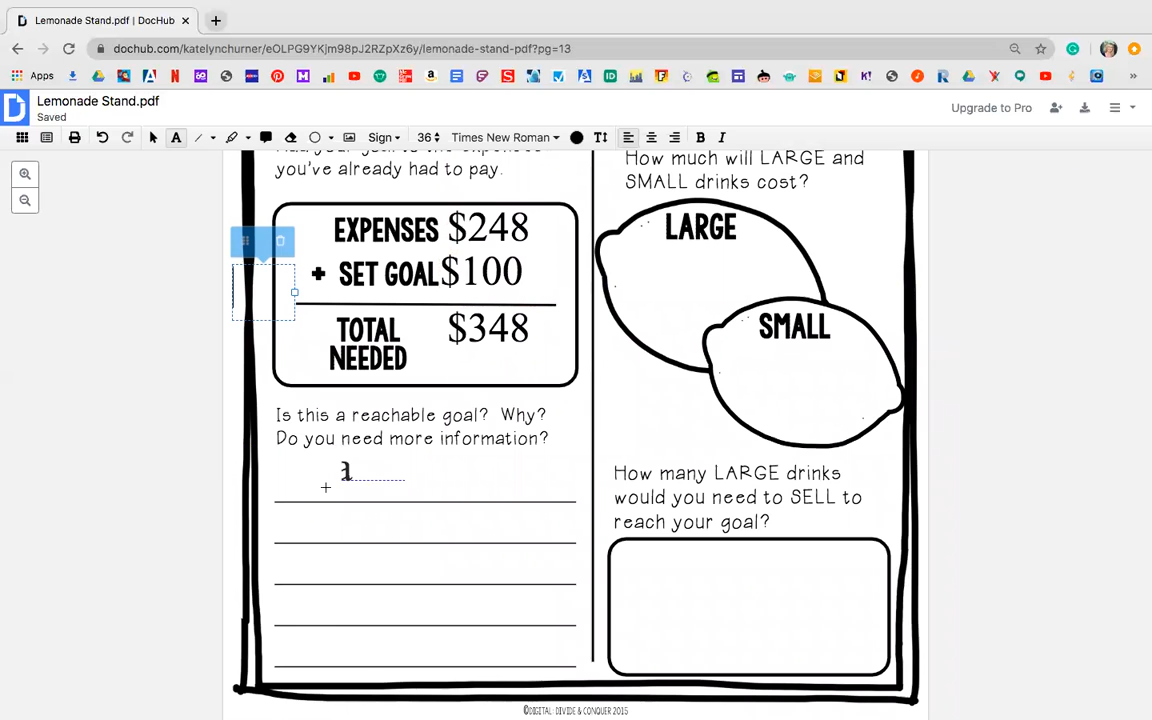 Lemonade Stand.pdf | DocHub
dochub.com/katelynchurner/eOLPG9YKjm98pJ2RZpXz6y/lemonade-stand-pdf?pg=13
Apps
Lemonade Stand.pdf
Saved
Upgrade to Pro
A
Sign
36
Times New Roman
B
I
you've already had to pay.
EXPENSES $248
+ SET GOAL $100
TOTAL NEEDED $348
Is this a reachable goal? Why?
Do you need more information?
How much will LARGE and
SMALL drinks cost?
LARGE
SMALL
How many LARGE drinks
would you need to SELL to
reach your goal?
©DIGITAL: DIVIDE & CONQUER 2015